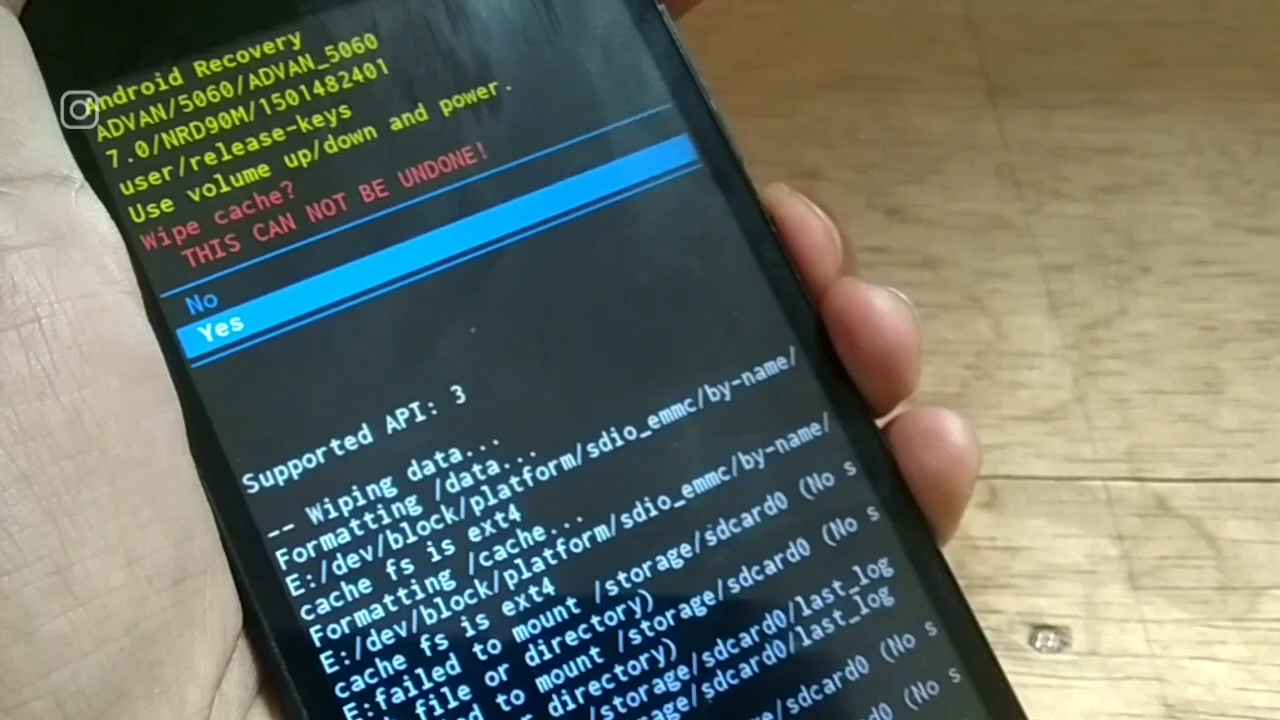 Android Recovery
ADVAN/5060/ADVAN_5060
7.0/NRD90M/1501482401
user/release-keys
Use volume up/down and power.
Wipe cache?
THIS CAN NOT BE UNDONE!
No
Yes
Supported API: 3
-- Wiping data...
Formatting /data...
E:/dev/block/platform/sdio_emmc/by-name/
cache fs is ext4
Formatting /cache...
E:/dev/block/platform/sdio_emmc/by-name/
cache fs is ext4
E:failed to mount /storage/sdcard0 (No s
file or directory)
to mount /storage/sdcard0 (No s
directory)
/storage/sdcard0/last_log
/sdcard0/last_log
/sdcard0 (No s
(No s